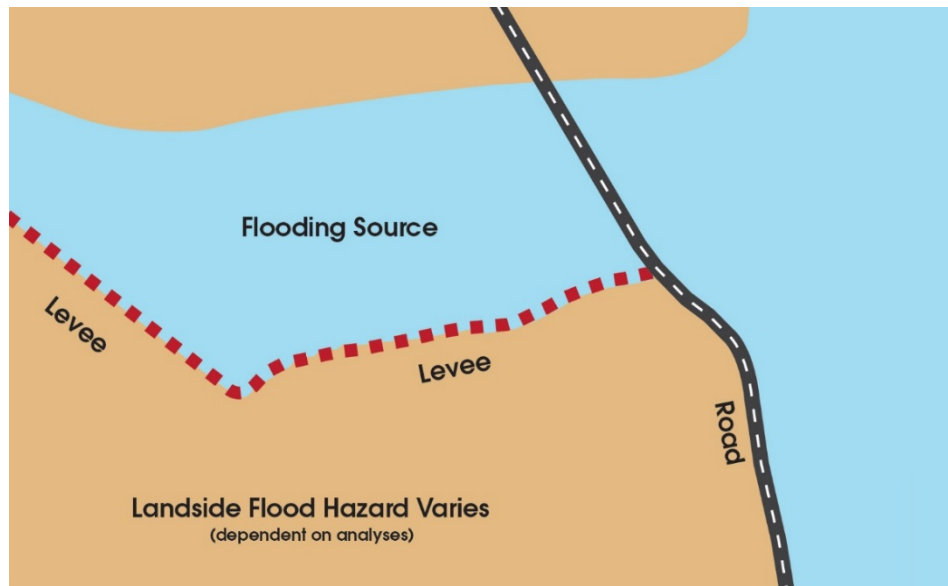 Flooding Source
Levee
Levee
Road
Landside Flood Hazard Varies
(dependent on analyses)